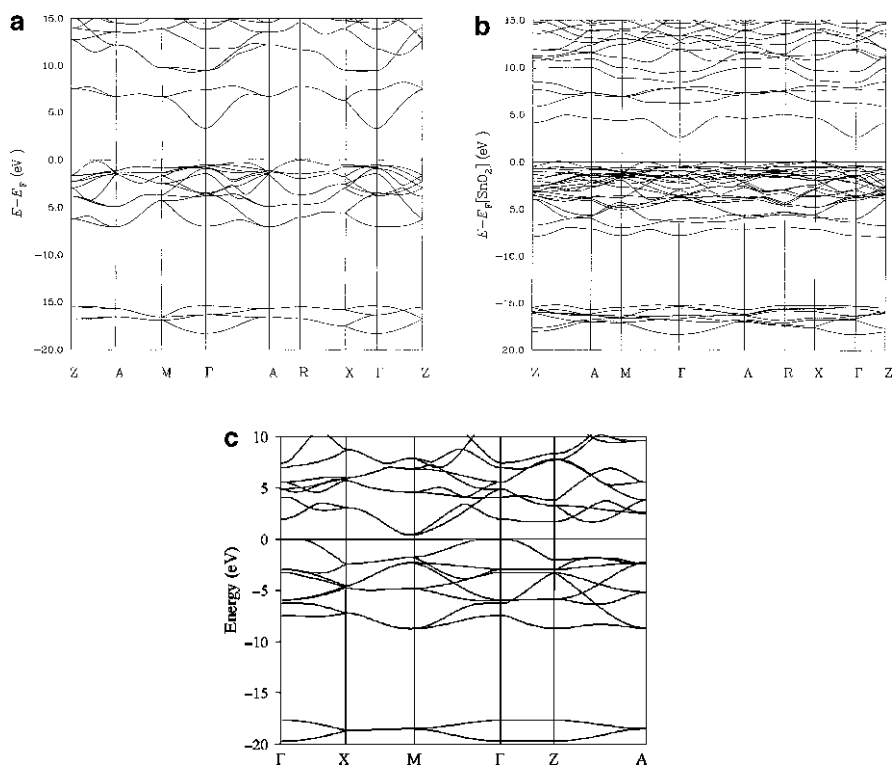 a
15.0
10.0
5.0
0.0
−5.0
−10.0
−15.0
−20.0
E−E_F (eV)
Z A M Γ A R X Γ Z
b
15.0
10.0
5.0
0.0
5.0
−10.0
−15.0
20.0
E−E_F[SnO₂] (eV)
Z A M Γ A R X Γ Z
c
10
5
0
−5
−10
−15
−20
Energy (eV)
Γ X M Γ Z A